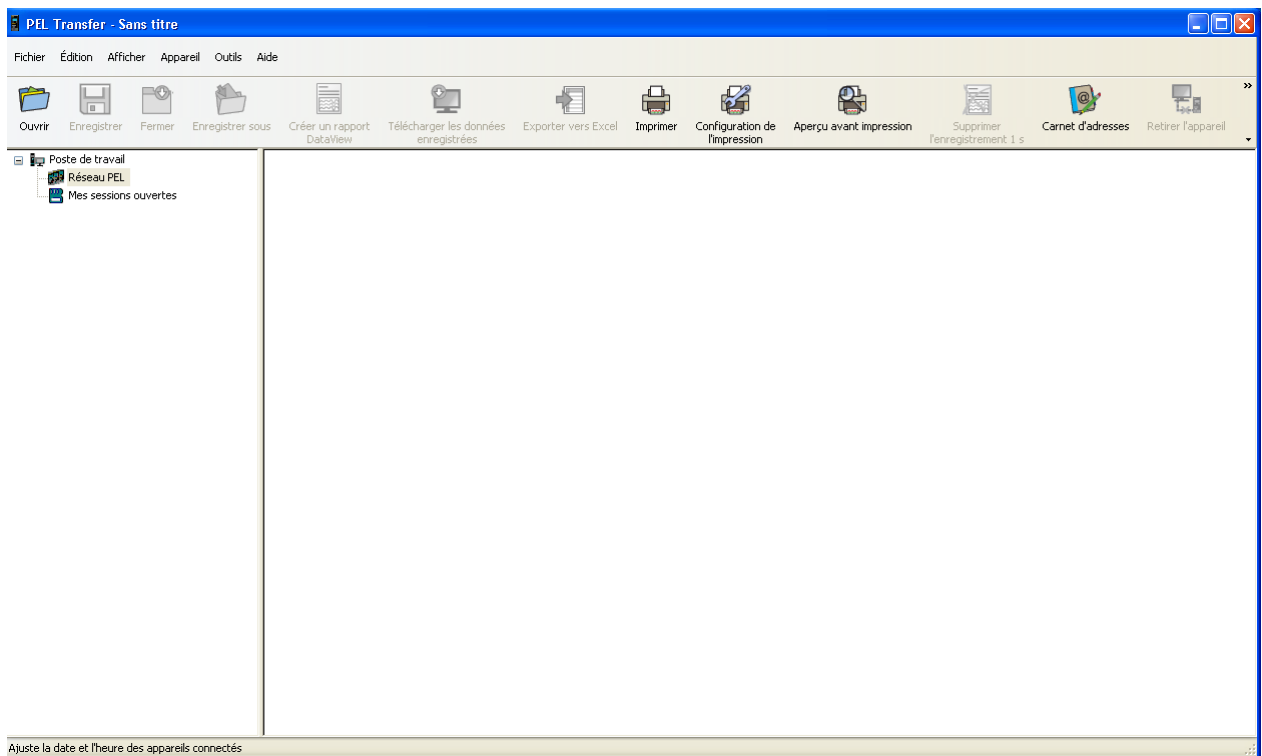 PEL Transfer - Sans titre
Fichier Édition Afficher Appareil Outils Aide
Ouvrir Enregistrer Fermer Enregistrer sous Créer un rapport Télécharger les données Exporter vers Excel Imprimer Configuration de Aperçu avant impression Supprimer Carnet d'adresses Retirer l'appareil
DataView enregistrées l'impression l'enregistrement 1 s
Poste de travail
Réseau PEL
Mes sessions ouvertes
Ajuste la date et l'heure des appareils connectés